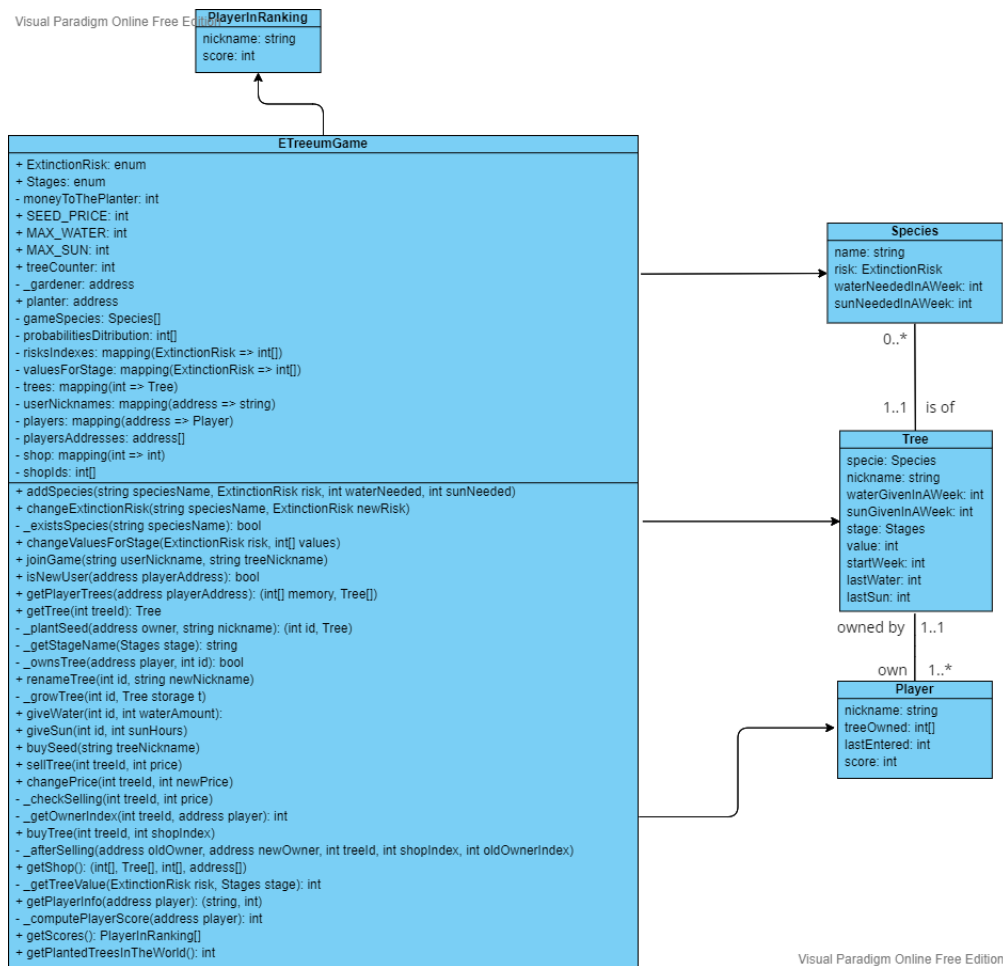 Visual Paradigm Online Free Edition
PlayerInRanking
nickname: string
score: int
ETreeumGame
+ ExtinctionRisk: enum
+ Stages: enum
- moneyToThePlanter: int
+ SEED_PRICE: int
+ MAX_WATER: int
+ MAX_SUN: int
+ treeCounter: int
- _gardener: address
+ planter: address
- gameSpecies: Species[]
- probabilitiesDitribution: int[]
- risksIndexes: mapping(ExtinctionRisk => int[])
- valuesForStage: mapping(ExtinctionRisk => int[])
- trees: mapping(int => Tree)
- userNicknames: mapping(address => string)
- players: mapping(address => Player)
- playersAddresses: address[]
- shop: mapping(int => int)
- shopIds: int[]
+ addSpecies(string speciesName, ExtinctionRisk risk, int waterNeeded, int sunNeeded)
+ changeExtinctionRisk(string speciesName, ExtinctionRisk newRisk)
- _existsSpecies(string speciesName): bool
+ changeValuesForStage(ExtinctionRisk risk, int[] values)
+ joinGame(string userNickname, string treeNickname)
+ isNewUser(address playerAddress): bool
+ getPlayerTrees(address playerAddress): (int[] memory, Tree[])
+ getTree(int treeId): Tree
- _plantSeed(address owner, string nickname): (int id, Tree)
- _getStageName(Stages stage): string
- _ownsTree(address player, int id): bool
+ renameTree(int id, string newNickname)
- _growTree(int id, Tree storage t)
+ giveWater(int id, int waterAmount):
+ giveSun(int id, int sunHours)
+ buySeed(string treeNickname)
+ sellTree(int treeId, int price)
+ changePrice(int treeId, int newPrice)
- _checkSelling(int treeId, int price)
- _getOwnerIndex(int treeId, address player): int
+ buyTree(int treeId, int shopIndex)
- _afterSelling(address oldOwner, address newOwner, int treeId, int shopIndex, int oldOwnerIndex)
+ getShop(): (int[], Tree[], int[], address[])
- _getTreeValue(ExtinctionRisk risk, Stages stage): int
+ getPlayerInfo(address player): (string, int)
- _computePlayerScore(address player): int
+ getScores(): PlayerInRanking[]
+ getPlantedTreesInTheWorld(): int
Species
name: string
risk: ExtinctionRisk
waterNeededInAWeek: int
sunNeededInAWeek: int
0..*
1..1 is of
Tree
specie: Species
nickname: string
waterGivenInAWeek: int
sunGivenInAWeek: int
stage: Stages
value: int
startWeek: int
lastWater: int
lastSun: int
owned by 1..1
own 1..*
Player
nickname: string
treeOwned: int[]
lastEntered: int
score: int
Visual Paradigm Online Free Edition